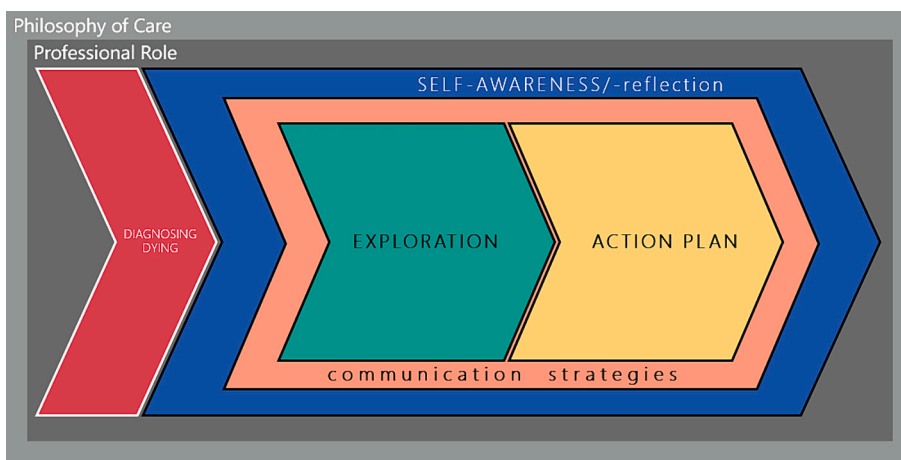 Philosophy of Care
Professional Role
SELF-AWARENESS/-reflection
DIAGNOSING
DYING
EXPLORATION
ACTION PLAN
communication strategies